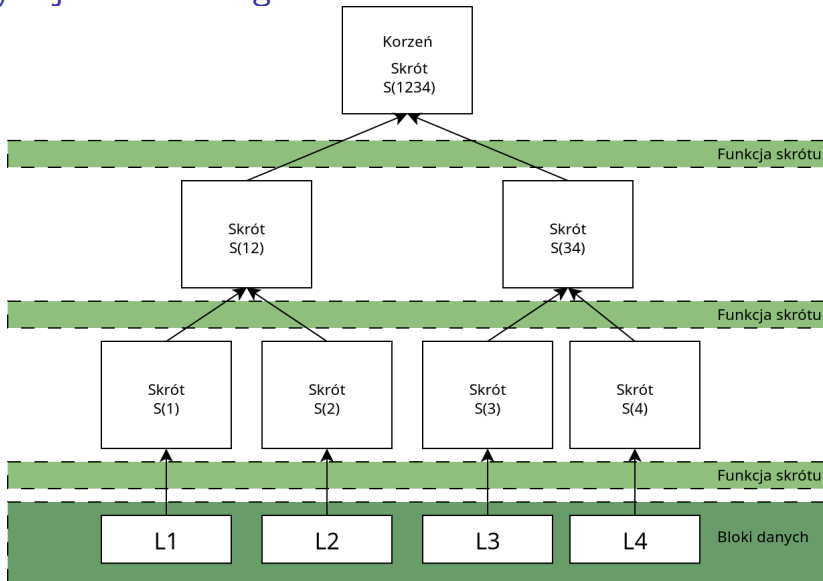 Korzeń
Skrót
S(1234)
Funkcja skrótu
Skrót
S(12)
Skrót
S(34)
Funkcja skrótu
Skrót
S(1)
Skrót
S(2)
Skrót
S(3)
Skrót
S(4)
Funkcja skrótu
L1
L2
L3
L4
Bloki danych